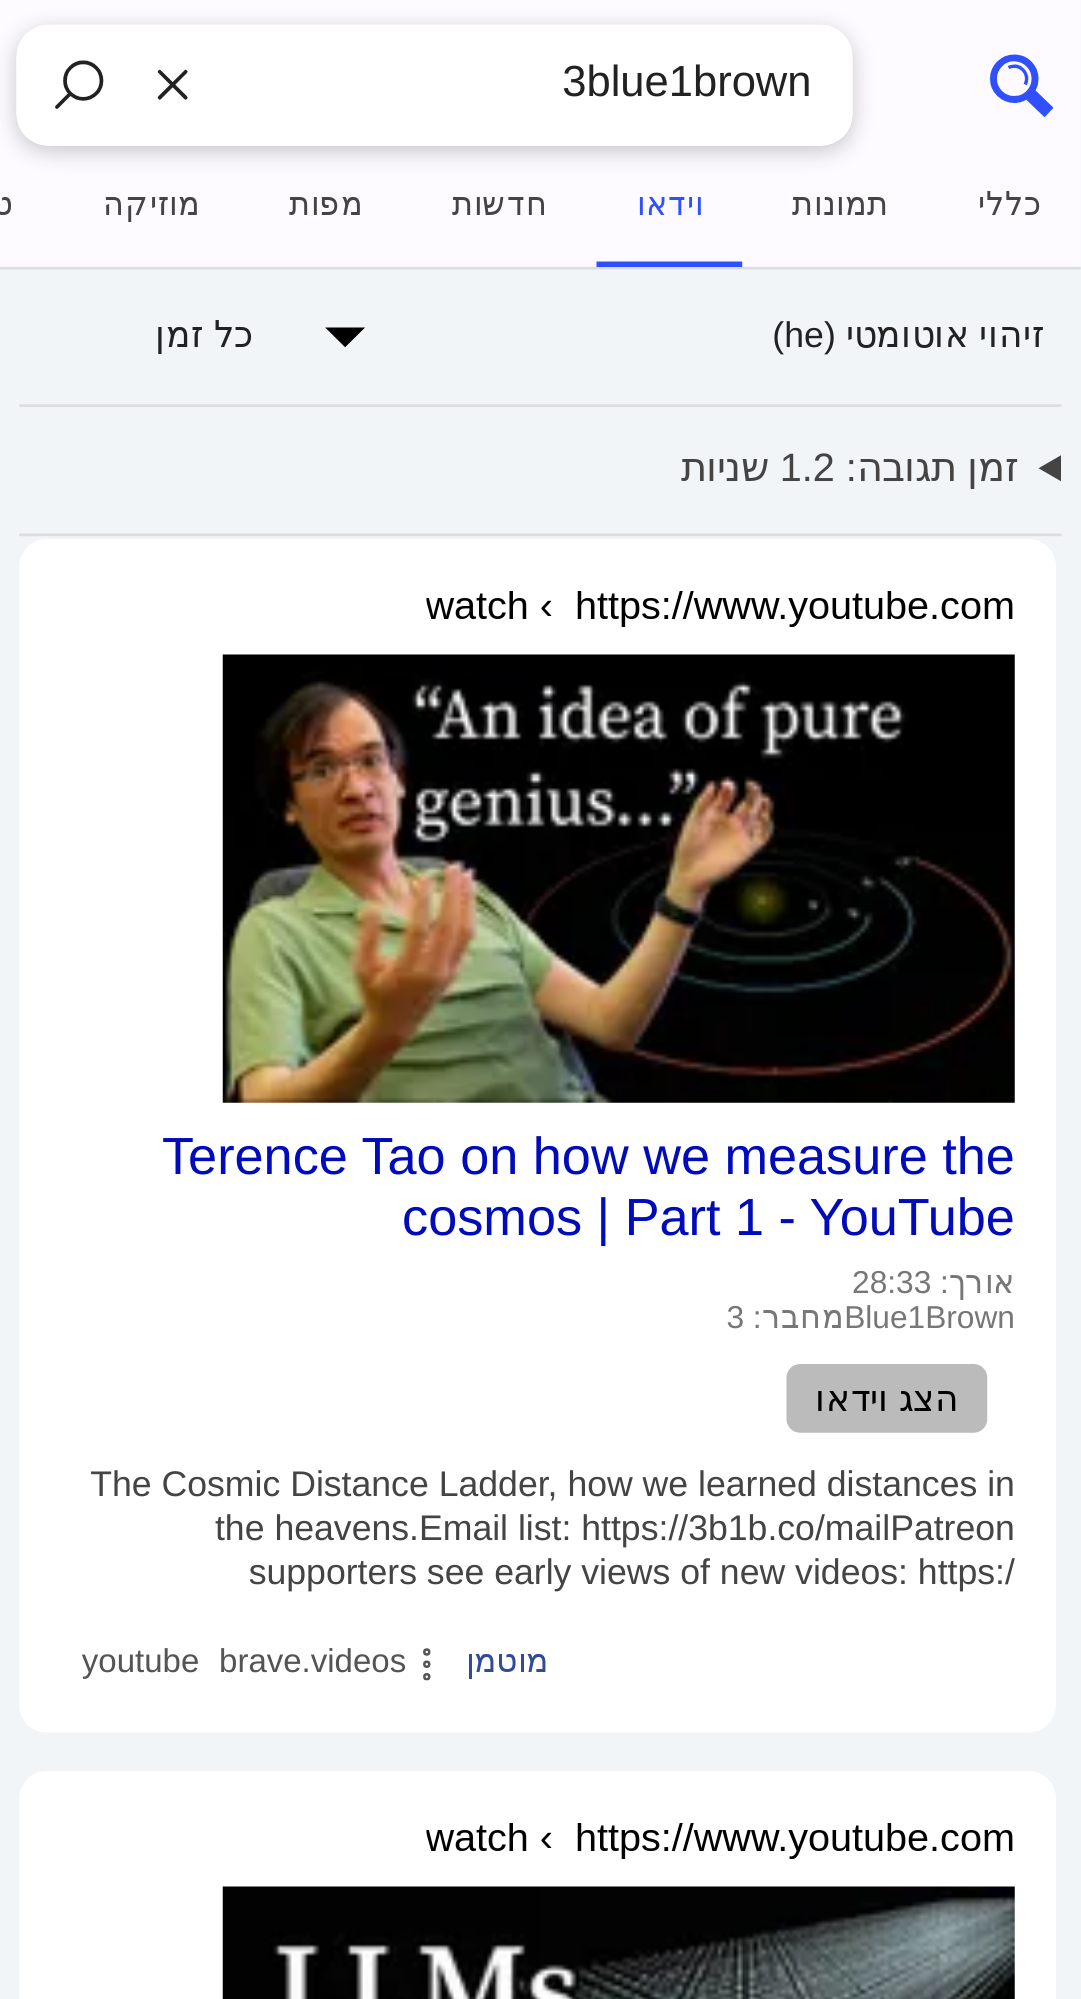 3blue1brown
כללי תמונות וידאו חדשות מפות מוזיקה
זיהוי אוטומטי (he) כל זמן
זמן תגובה: 1.2 שניות
https://www.youtube.com › watch
“An idea of pure
genius...”
Terence Tao on how we measure the
cosmos | Part 1 - YouTube
אורך: 28:33
מחבר: 3Blue1Brown
הצג וידאו
The Cosmic Distance Ladder, how we learned distances in
the heavens.Email list: https://3b1b.co/mailPatreon
supporters see early views of new videos: https:/
מוטמן brave.videos youtube
https://www.youtube.com › watch
LLMs